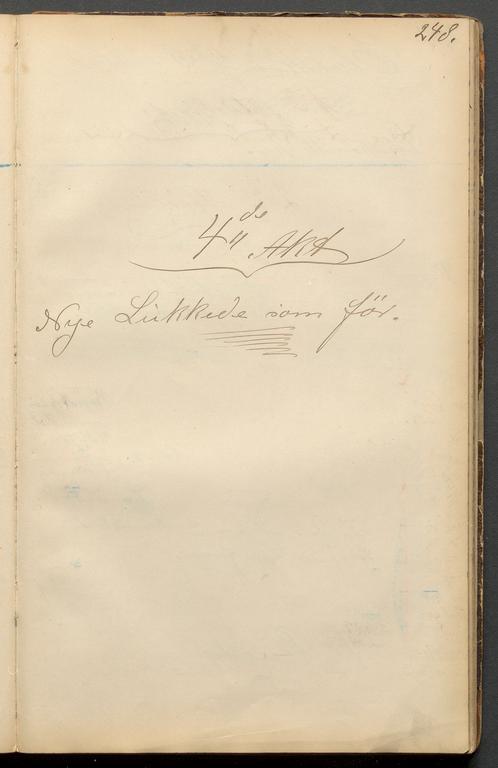 248.
4de Akt
Nye Lukkede som før.